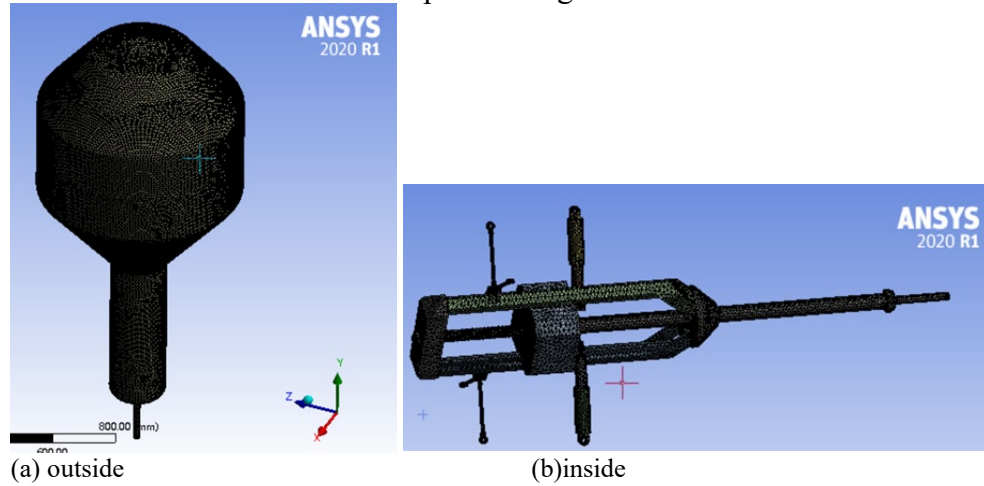 ANSYS
2020 R1
Y
Z
X
800.00 (mm)
600.00
ANSYS
2020 R1
(a) outside
(b)inside